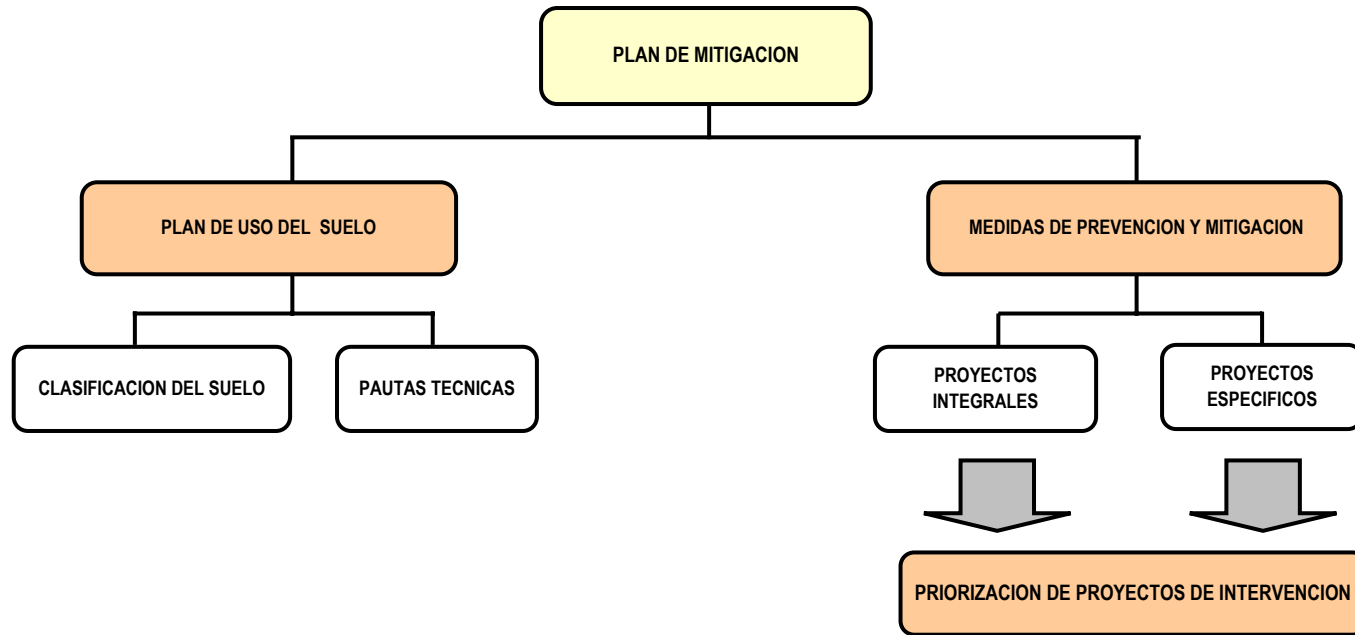 PLAN DE MITIGACION
PLAN DE USO DEL SUELO
MEDIDAS DE PREVENCION Y MITIGACION
CLASIFICACION DEL SUELO
PAUTAS TECNICAS
PROYECTOS
INTEGRALES
PROYECTOS
ESPECIFICOS
PRIORIZACION DE PROYECTOS DE INTERVENCION